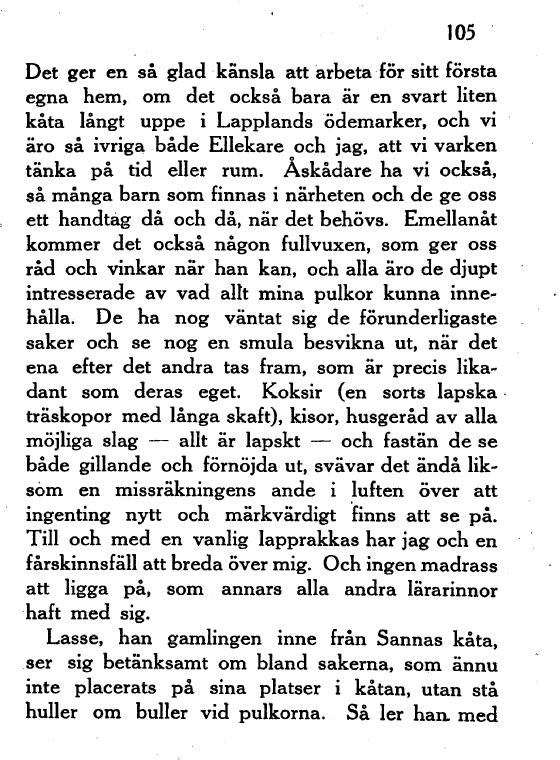 105
Det ger en så glad känsla att arbeta för sitt första
egna hem, om det också bara är en svart liten
kåta långt uppe i Lapplands ödemarker, och vi
äro så ivriga både Ellekare och jag, att vi varken
tänka på tid eller rum. Åskådare ha vi också,
så många barn som finnas i närheten och de ge oss
ett handtag då och då, när det behövs. Emellanåt
kommer det också någon fullvuxen, som ger oss
råd och vinkar när han kan, och alla äro de djupt
intresserade av vad allt mina pulkor kunna inne-
hålla. De ha nog väntat sig de förunderligaste
saker och se nog en smula besvikna ut, när det
ena efter det andra tas fram, som är precis lika-
dant som deras eget. Koksir (en sorts lapska
träskopor med långa skaft), kisor, husgeråd av alla
möjliga slag — allt är lapskt — och fastän de se
både gillande och förnöjda ut, svävar det ändå lik-
som en missräkningens ande i luften över att
ingenting nytt och märkvärdigt finns att se på.
Till och med en vanlig lapprakkas har jag och en
fårskinnsfäll att breda över mig. Och ingen madrass
att ligga på, som annars alla andra lärarinnor
haft med sig.
Lasse, han gamlingen inne från Sannas kåta,
ser sig betänksamt om bland sakerna, som ännu
inte placerats på sina platser i kåtan, utan stå
huller om buller vid pulkorna. Så ler han med